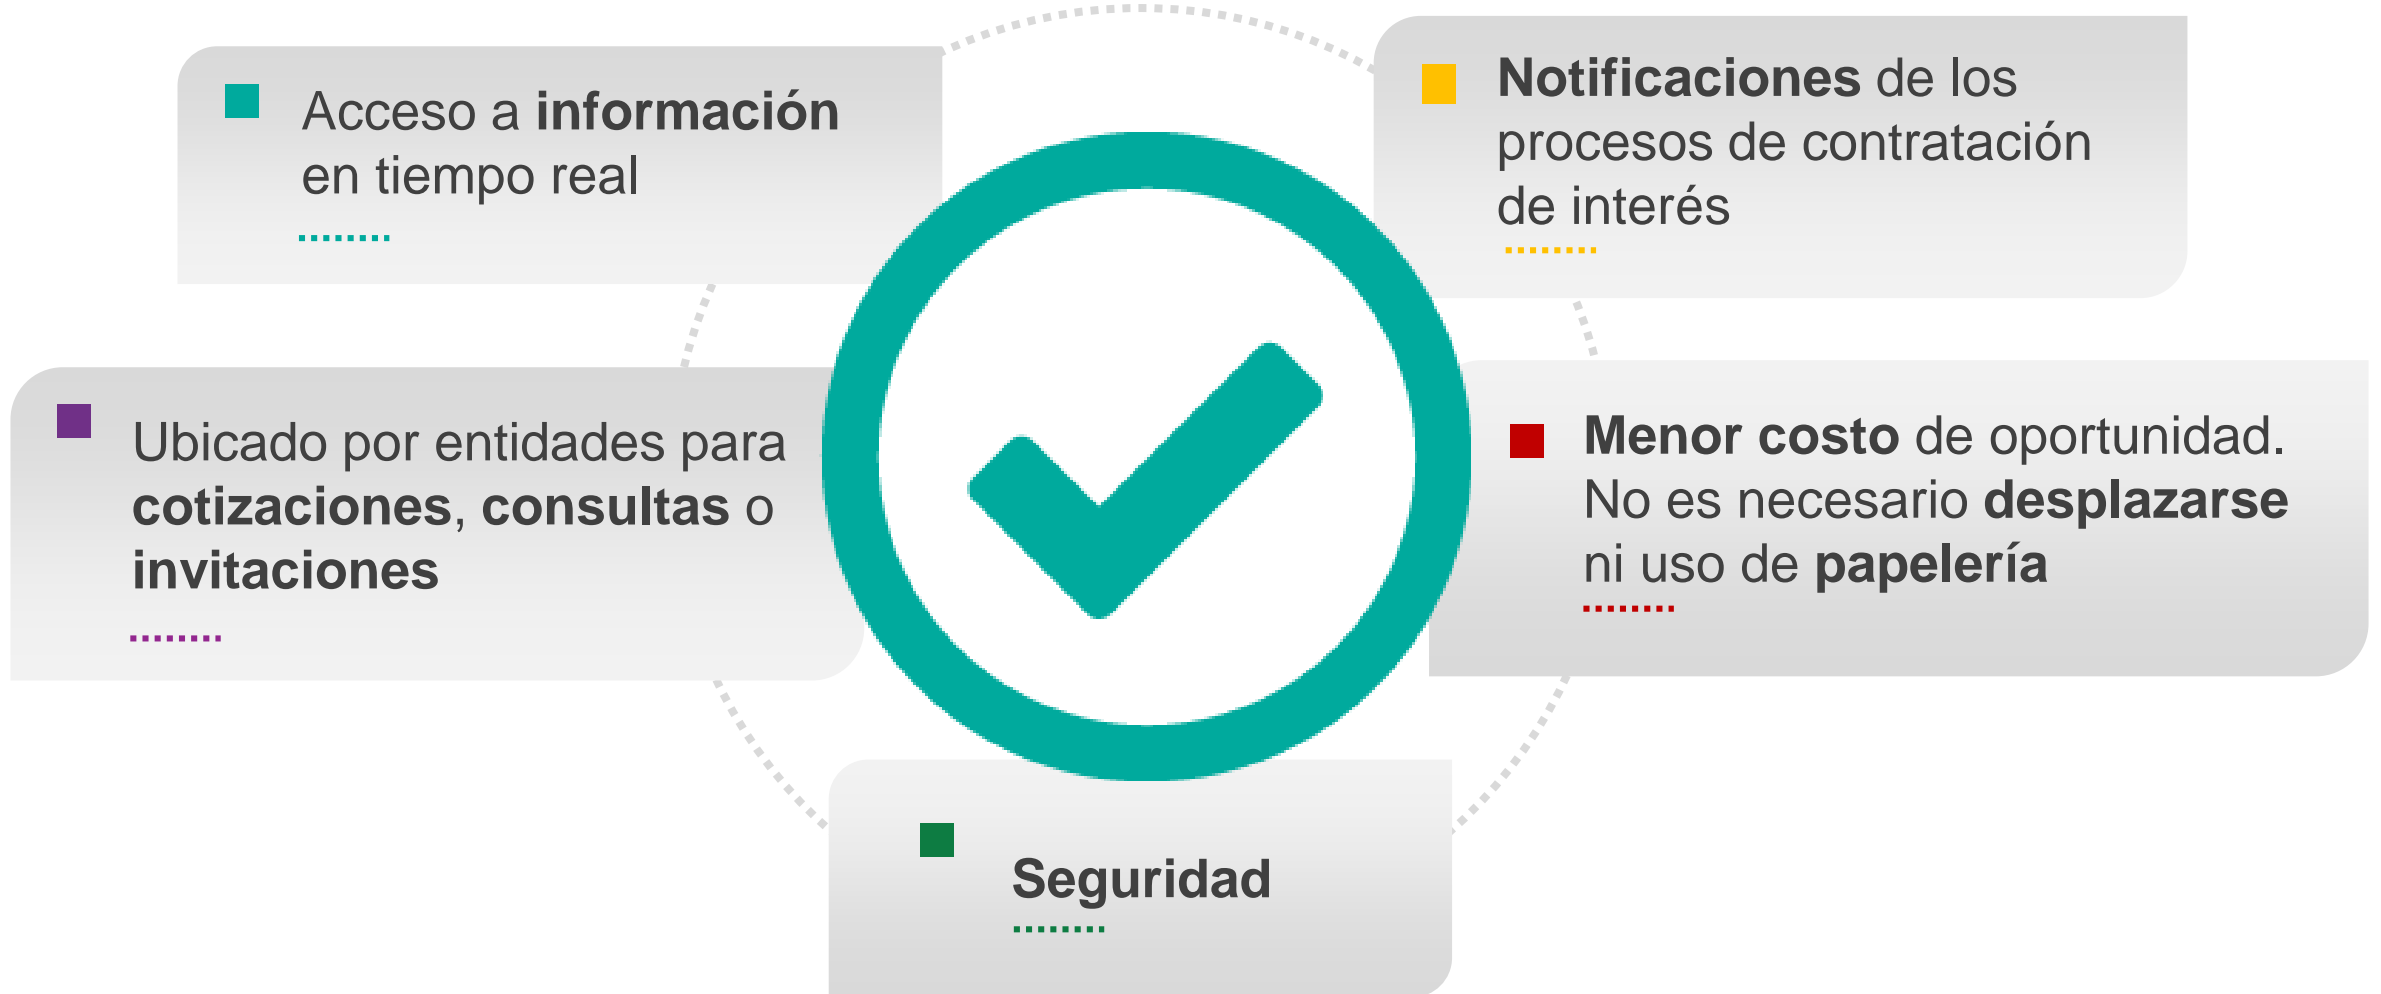 Acceso a información
en tiempo real
Notificaciones de los
procesos de contratación
de interés
Ubicado por entidades para
cotizaciones, consultas o
invitaciones
Menor costo de oportunidad.
No es necesario desplazarse
ni uso de papelería
Seguridad